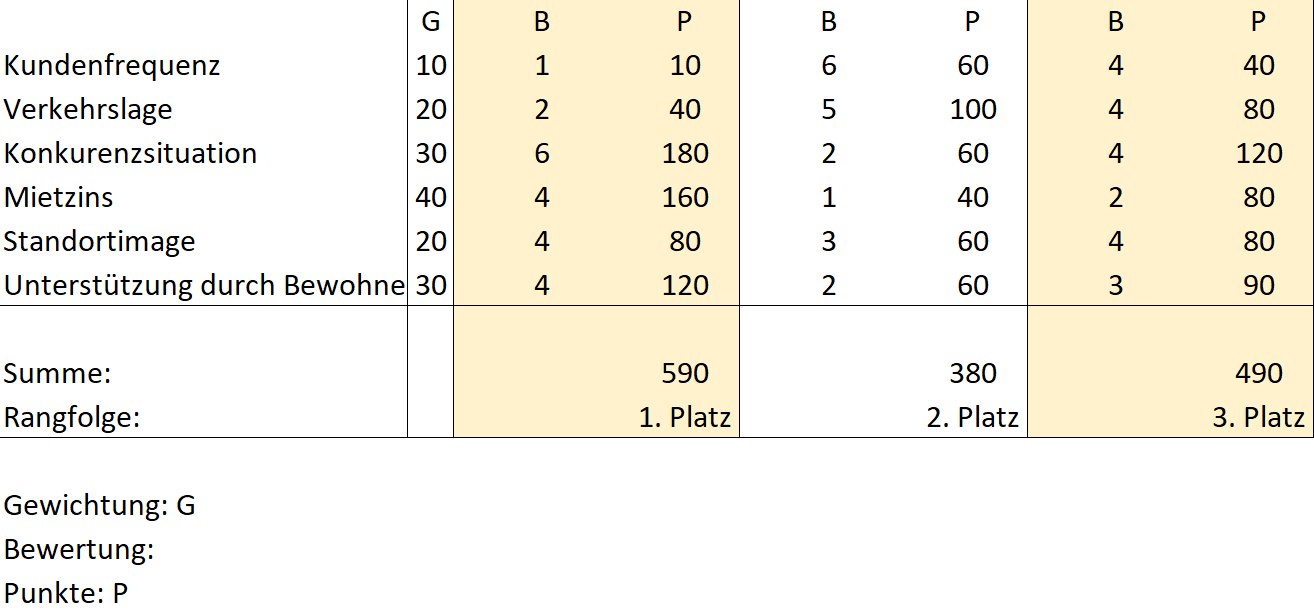 G B P B P B P
Kundenfrequenz 10 1 10 6 60 4 40
Verkehrslage 20 2 40 5 100 4 80
Konkurenzsituation 30 6 180 2 60 4 120
Mietzins 40 4 160 1 40 2 80
Standortimage 20 4 80 3 60 4 80
Unterstützung durch Bewohne 30 4 120 2 60 3 90
Summe: 590 380 490
Rangfolge: 1. Platz 2. Platz 3. Platz
Gewichtung: G
Bewertung:
Punkte: P